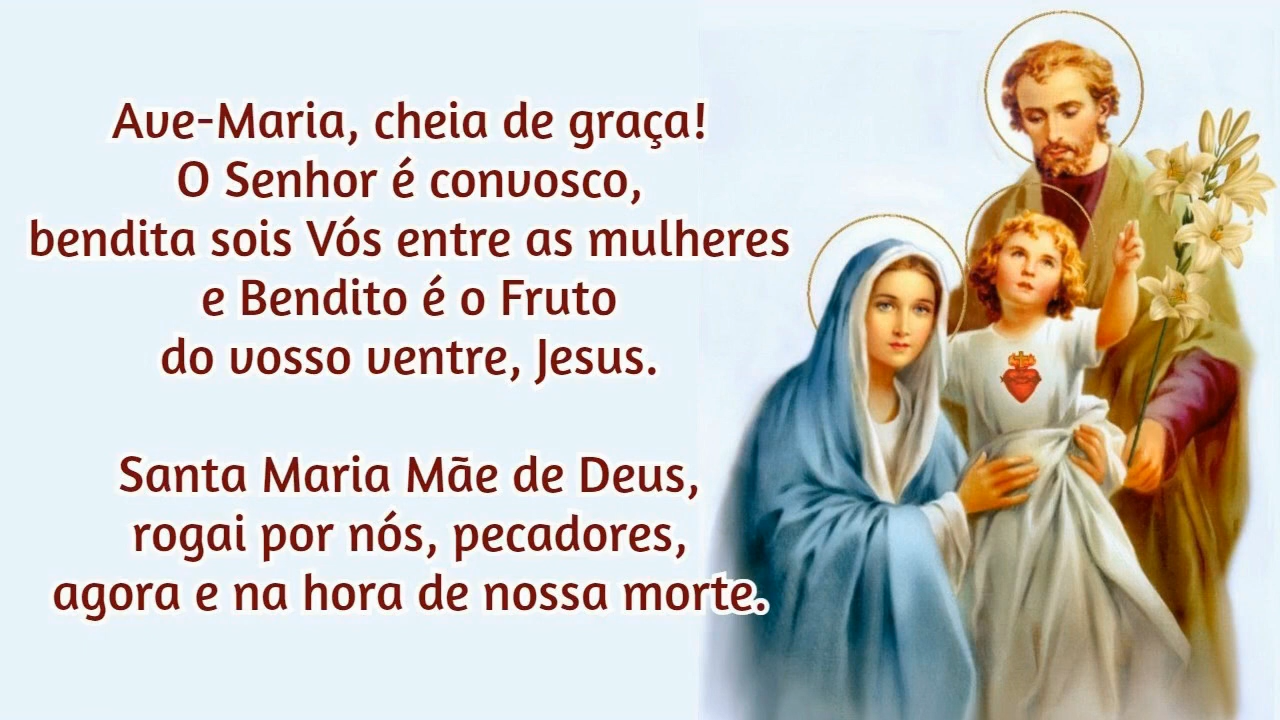 Ave-Maria, cheia de graça!
O Senhor é convosco,
bendita sois Vós entre as mulheres
e Bendito é o Fruto
do vosso ventre, Jesus.
Santa Maria Mãe de Deus,
rogai por nós, pecadores,
agora e na hora de nossa morte.